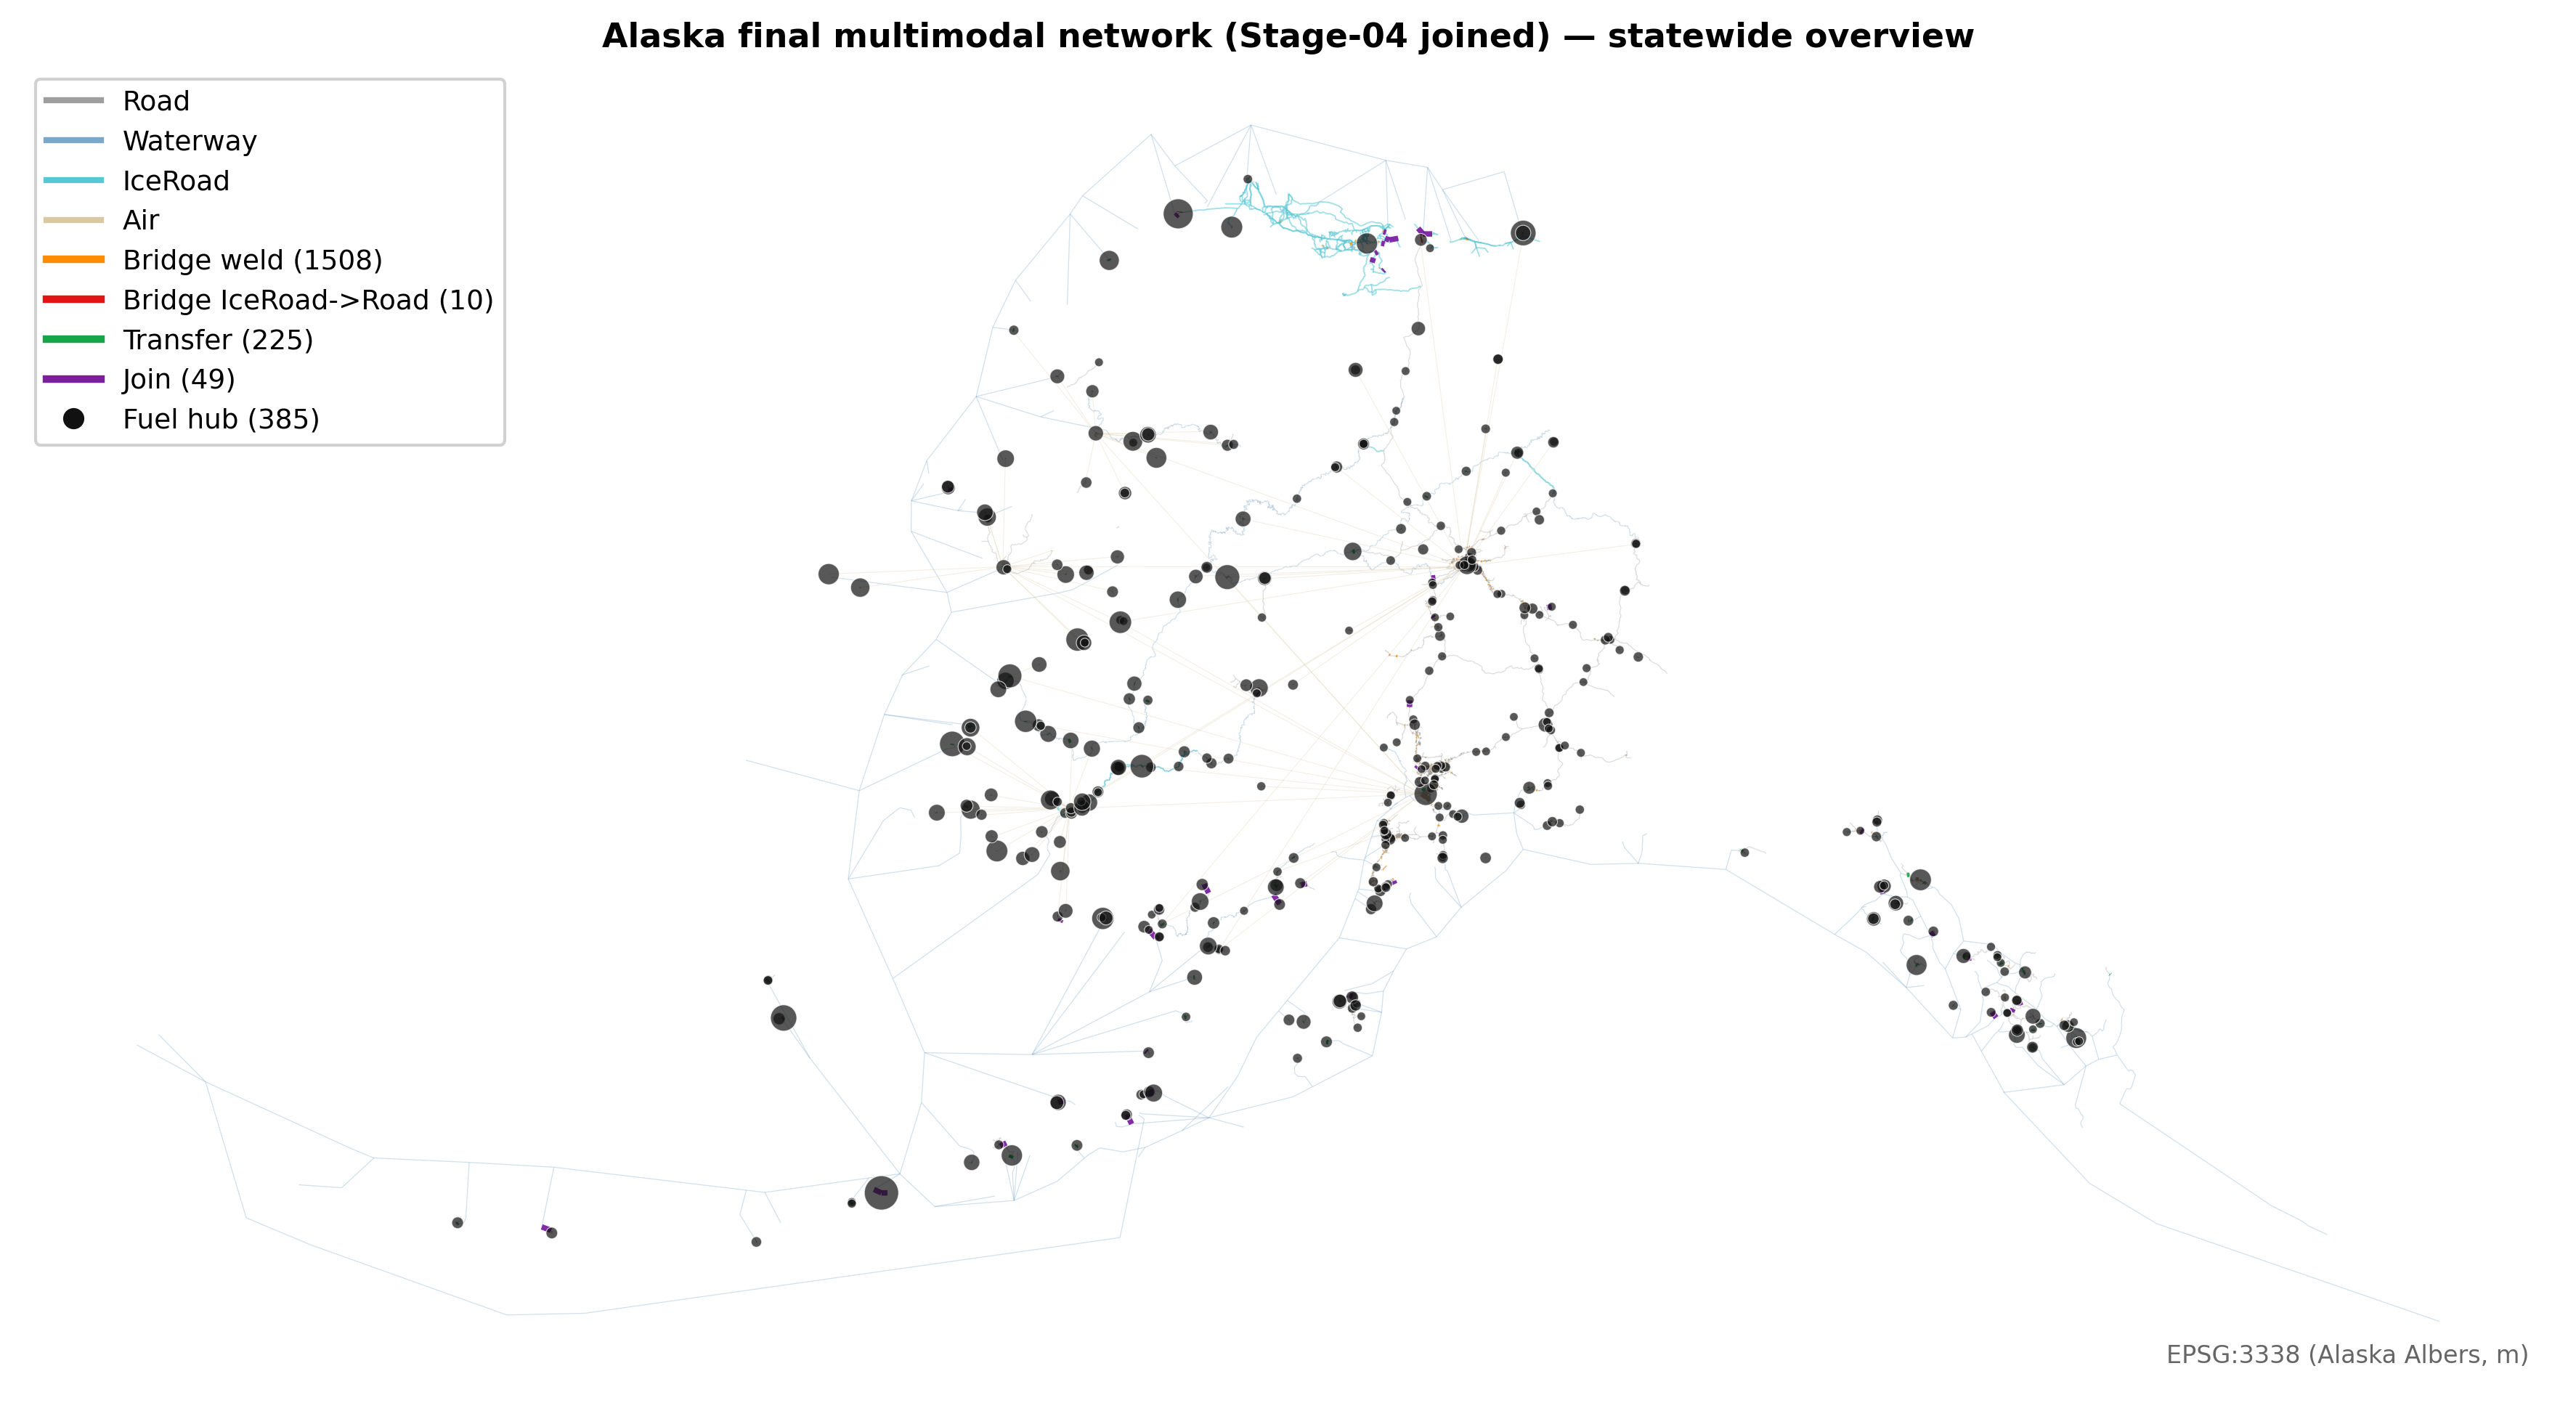 Alaska final multimodal network (Stage-04 joined) — statewide overview
Road
Waterway
IceRoad
Air
Bridge weld (1508)
Bridge IceRoad->Road (10)
Transfer (225)
Join (49)
Fuel hub (385)
EPSG:3338 (Alaska Albers, m)